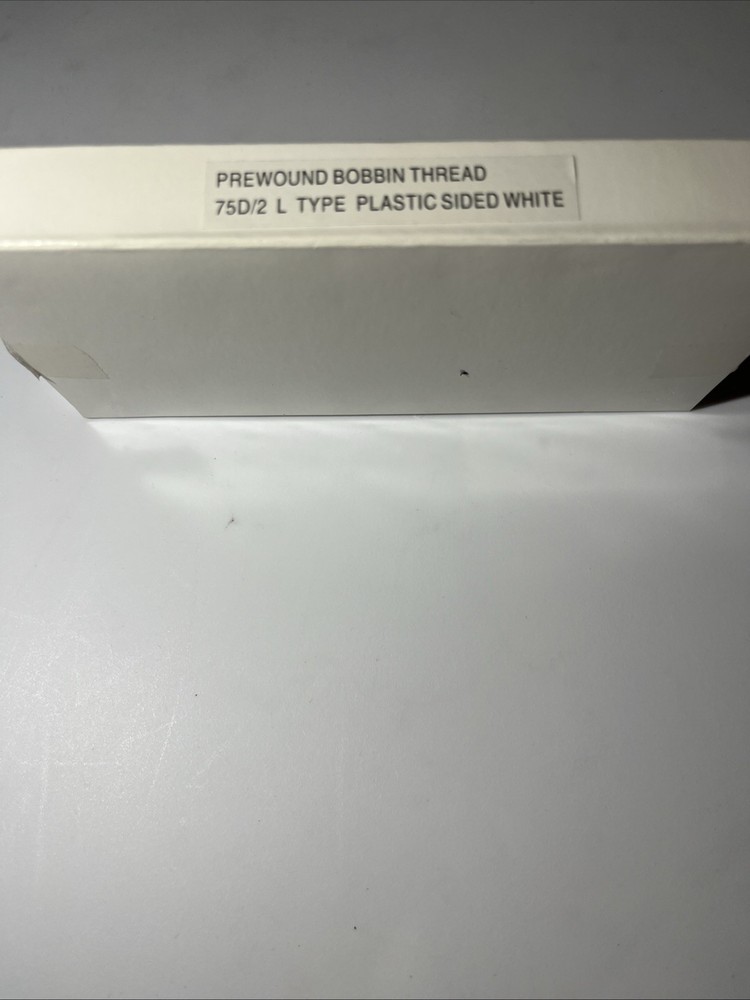 PREWOUND BOBBIN THREAD
75D/2 L TYPE PLASTIC SIDED WHITE